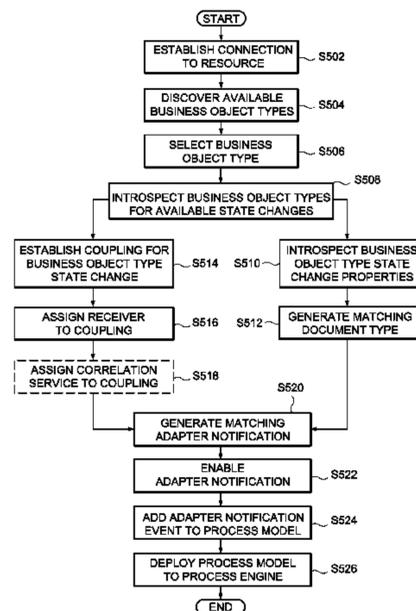 START
ESTABLISH CONNECTION
TO RESOURCE
S502
DISCOVER AVAILABLE
BUSINESS OBJECT TYPES
S504
SELECT BUSINESS
OBJECT TYPE
S506
S508
INTROSPECT BUSINESS OBJECT TYPES
FOR AVAILABLE STATE CHANGES
ESTABLISH COUPLING FOR
BUSINESS OBJECT TYPE
STATE CHANGE
S514
S510
INTROSPECT BUSINESS
OBJECT TYPE STATE
CHANGE PROPERTIES
ASSIGN RECEIVER
TO COUPLING
S516
S512
GENERATE MATCHING
DOCUMENT TYPE
ASSIGN CORRELATION
SERVICE TO COUPLING
S518
S520
GENERATE MATCHING
ADAPTER NOTIFICATION
ENABLE
ADAPTER NOTIFICATION
S522
ADD ADAPTER NOTIFICATION
EVENT TO PROCESS MODEL
S524
DEPLOY PROCESS MODEL
TO PROCESS ENGINE
S526
END